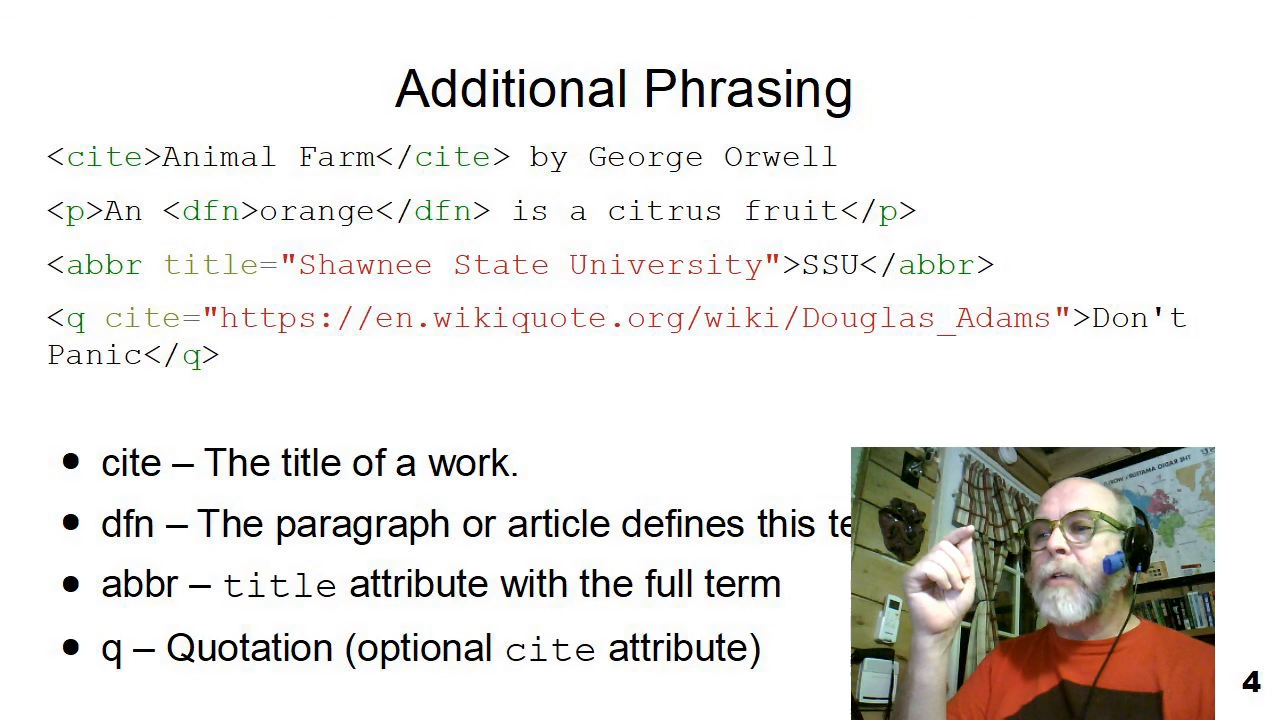 Additional Phrasing
<cite>Animal Farm</cite> by George Orwell
<p>An <dfn>orange</dfn> is a citrus fruit</p>
<abbr title="Shawnee State University">SSU</abbr>
<q cite="https://en.wikiquote.org/wiki/Douglas_Adams">Don't
Panic</q>
• cite – The title of a work.
• dfn – The paragraph or article defines this
• abbr – title attribute with the full term
• q – Quotation (optional cite attribute)
4